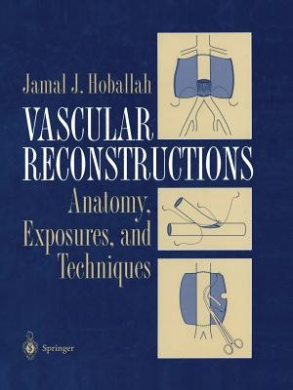 Jamal J. Hoballah
VASCULAR
RECONSTRUCTIONS
Anatomy,
Exposures, and
Techniques
Springer